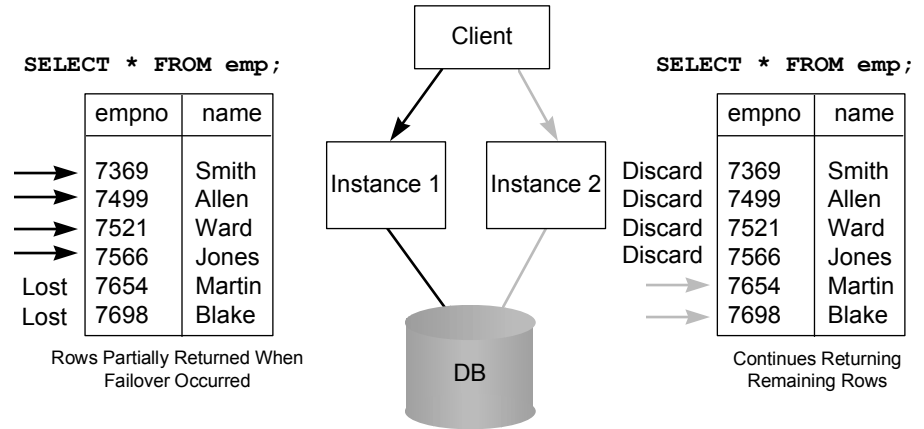 SELECT * FROM emp;
empno name
7369 Smith
7499 Allen
7521 Ward
7566 Jones
Lost 7654 Martin
Lost 7698 Blake
Rows Partially Returned When
Failover Occurred
Client
Instance 1
Instance 2
DB
SELECT * FROM emp;
empno name
Discard 7369 Smith
Discard 7499 Allen
Discard 7521 Ward
Discard 7566 Jones
7654 Martin
7698 Blake
Continues Returning
Remaining Rows